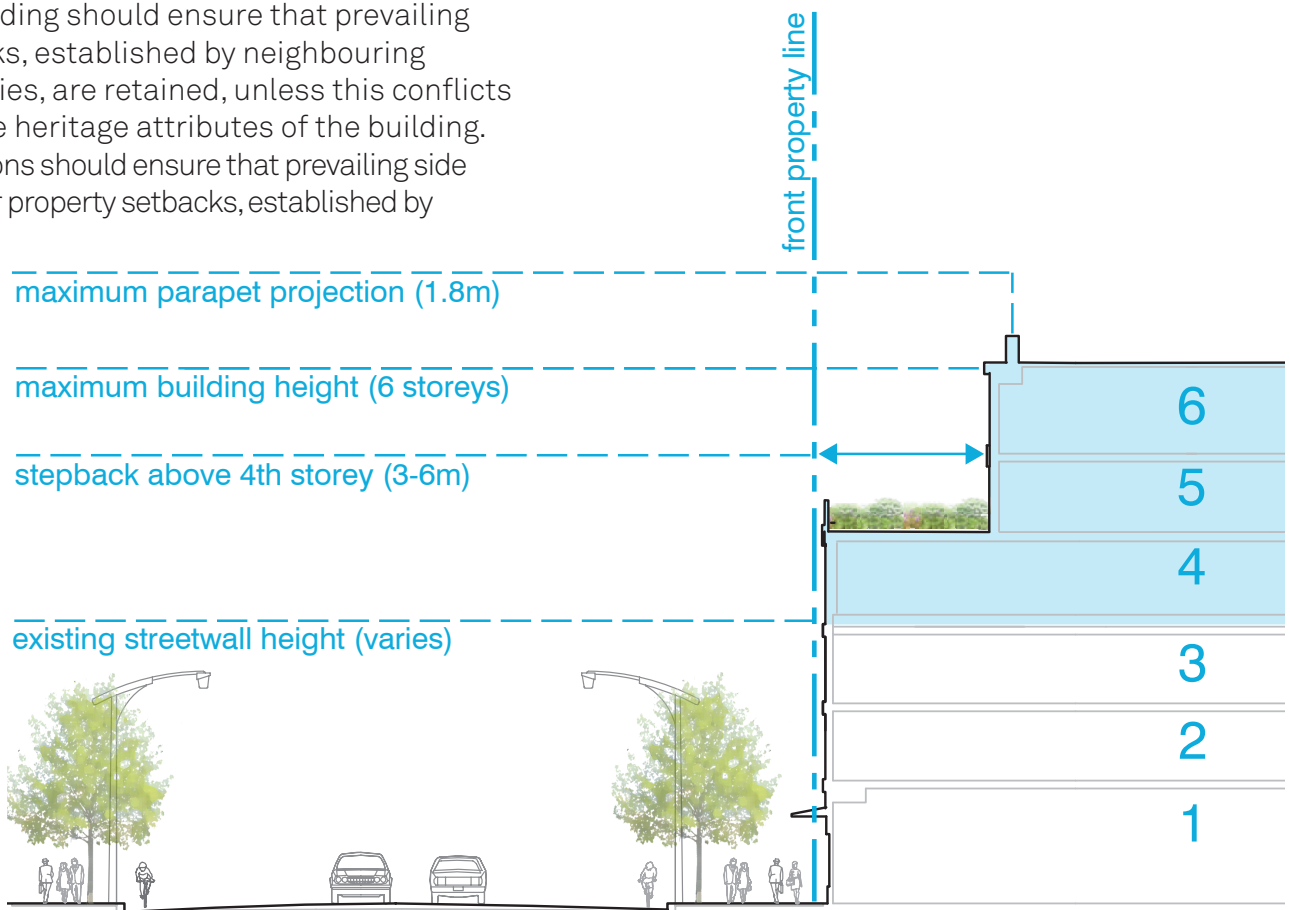 ding should ensure that prevailing
ks, established by neighbouring
ies, are retained, unless this conflicts
e heritage attributes of the building.
ons should ensure that prevailing side
r property setbacks, established by
front property line
maximum parapet projection (1.8m)
maximum building height (6 storeys)
stepback above 4th storey (3-6m)
existing streetwall height (varies)
6
5
4
3
2
1